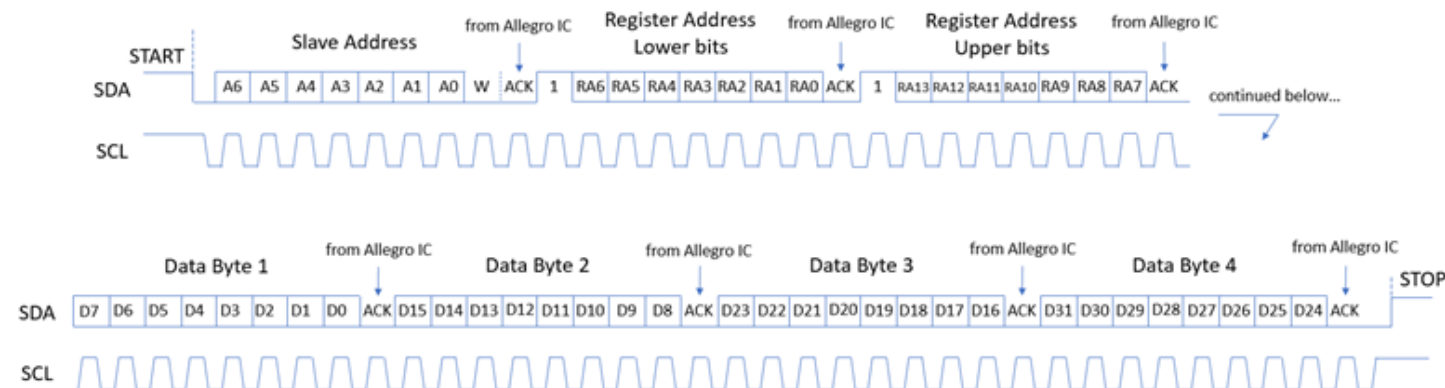 START
Slave Address
from Allegro IC
Register Address
Lower bits
from Allegro IC
Register Address
Upper bits
from Allegro IC
SDA A6 A5 A4 A3 A2 A1 A0 W ACK 1 RA6 RA5 RA4 RA3 RA2 RA1 RA0 ACK 1 RA13 RA12 RA11 RA10 RA9 RA8 RA7 ACK
continued below...
SCL
Data Byte 1
from Allegro IC
Data Byte 2
from Allegro IC
Data Byte 3
from Allegro IC
Data Byte 4
from Allegro IC
STOP
SDA D7 D6 D5 D4 D3 D2 D1 D0 ACK D15 D14 D13 D12 D11 D10 D9 D8 ACK D23 D22 D21 D20 D19 D18 D17 D16 ACK D31 D30 D29 D28 D27 D26 D25 D24 ACK
SCL